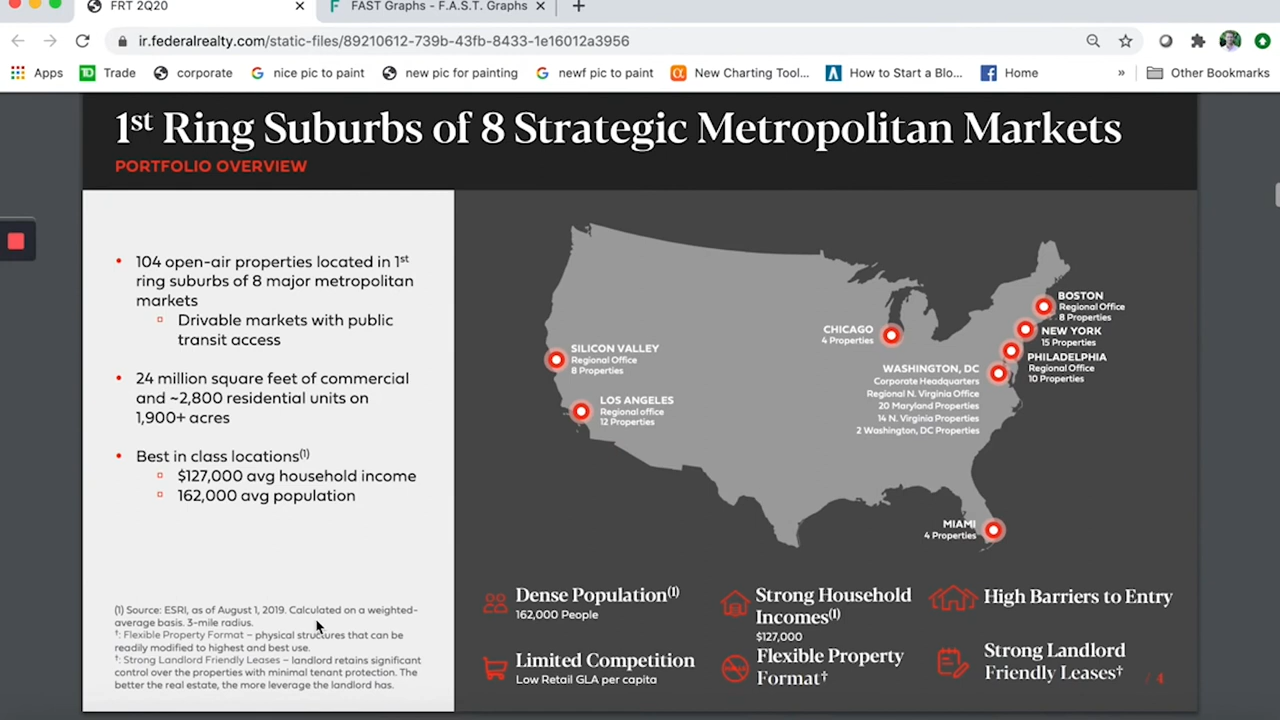 FRT 2Q20
FAST Graphs - F.A.S.T. Graphs
ir.federalrealty.com/static-files/89210612-739b-43fb-8433-1e16012a3956
Apps
TD Trade
corporate
nice pic to paint
new pic for painting
newf pic to paint
New Charting Tool...
How to Start a Blo...
Home
»
Other Bookmarks
1st Ring Suburbs of 8 Strategic Metropolitan Markets
PORTFOLIO OVERVIEW
• 104 open-air properties located in 1st
ring suburbs of 8 major metropolitan
markets
Drivable markets with public
transit access
• 24 million square feet of commercial
and ~2,800 residential units on
1,900+ acres
• Best in class locations(1)
$127,000 avg household income
162,000 avg population
(1) Source: ESRI, as of August 1, 2019. Calculated on a weighted-
average basis. 3-mile radius.
†: Flexible Property Format – physical structures that can be
readily modified to highest and best use.
†: Strong Landlord Friendly Leases – landlord retains significant
control over the properties with minimal tenant protection. The
better the real estate, the more leverage the landlord has.
SILICON VALLEY
Regional Office
8 Properties
LOS ANGELES
Regional office
12 Properties
CHICAGO
4 Properties
BOSTON
Regional Office
8 Properties
NEW YORK
15 Properties
PHILADELPHIA
Regional Office
10 Properties
WASHINGTON, DC
Corporate Headquarters
Regional N. Virginia Office
20 Maryland Properties
14 N. Virginia Properties
2 Washington, DC Properties
MIAMI
4 Properties
Dense Population(1)
162,000 People
Strong Household
Incomes(1)
$127,000
High Barriers to Entry
Limited Competition
Low Retail GLA per capita
Flexible Property
Format†
Strong Landlord
Friendly Leases†
/ 4